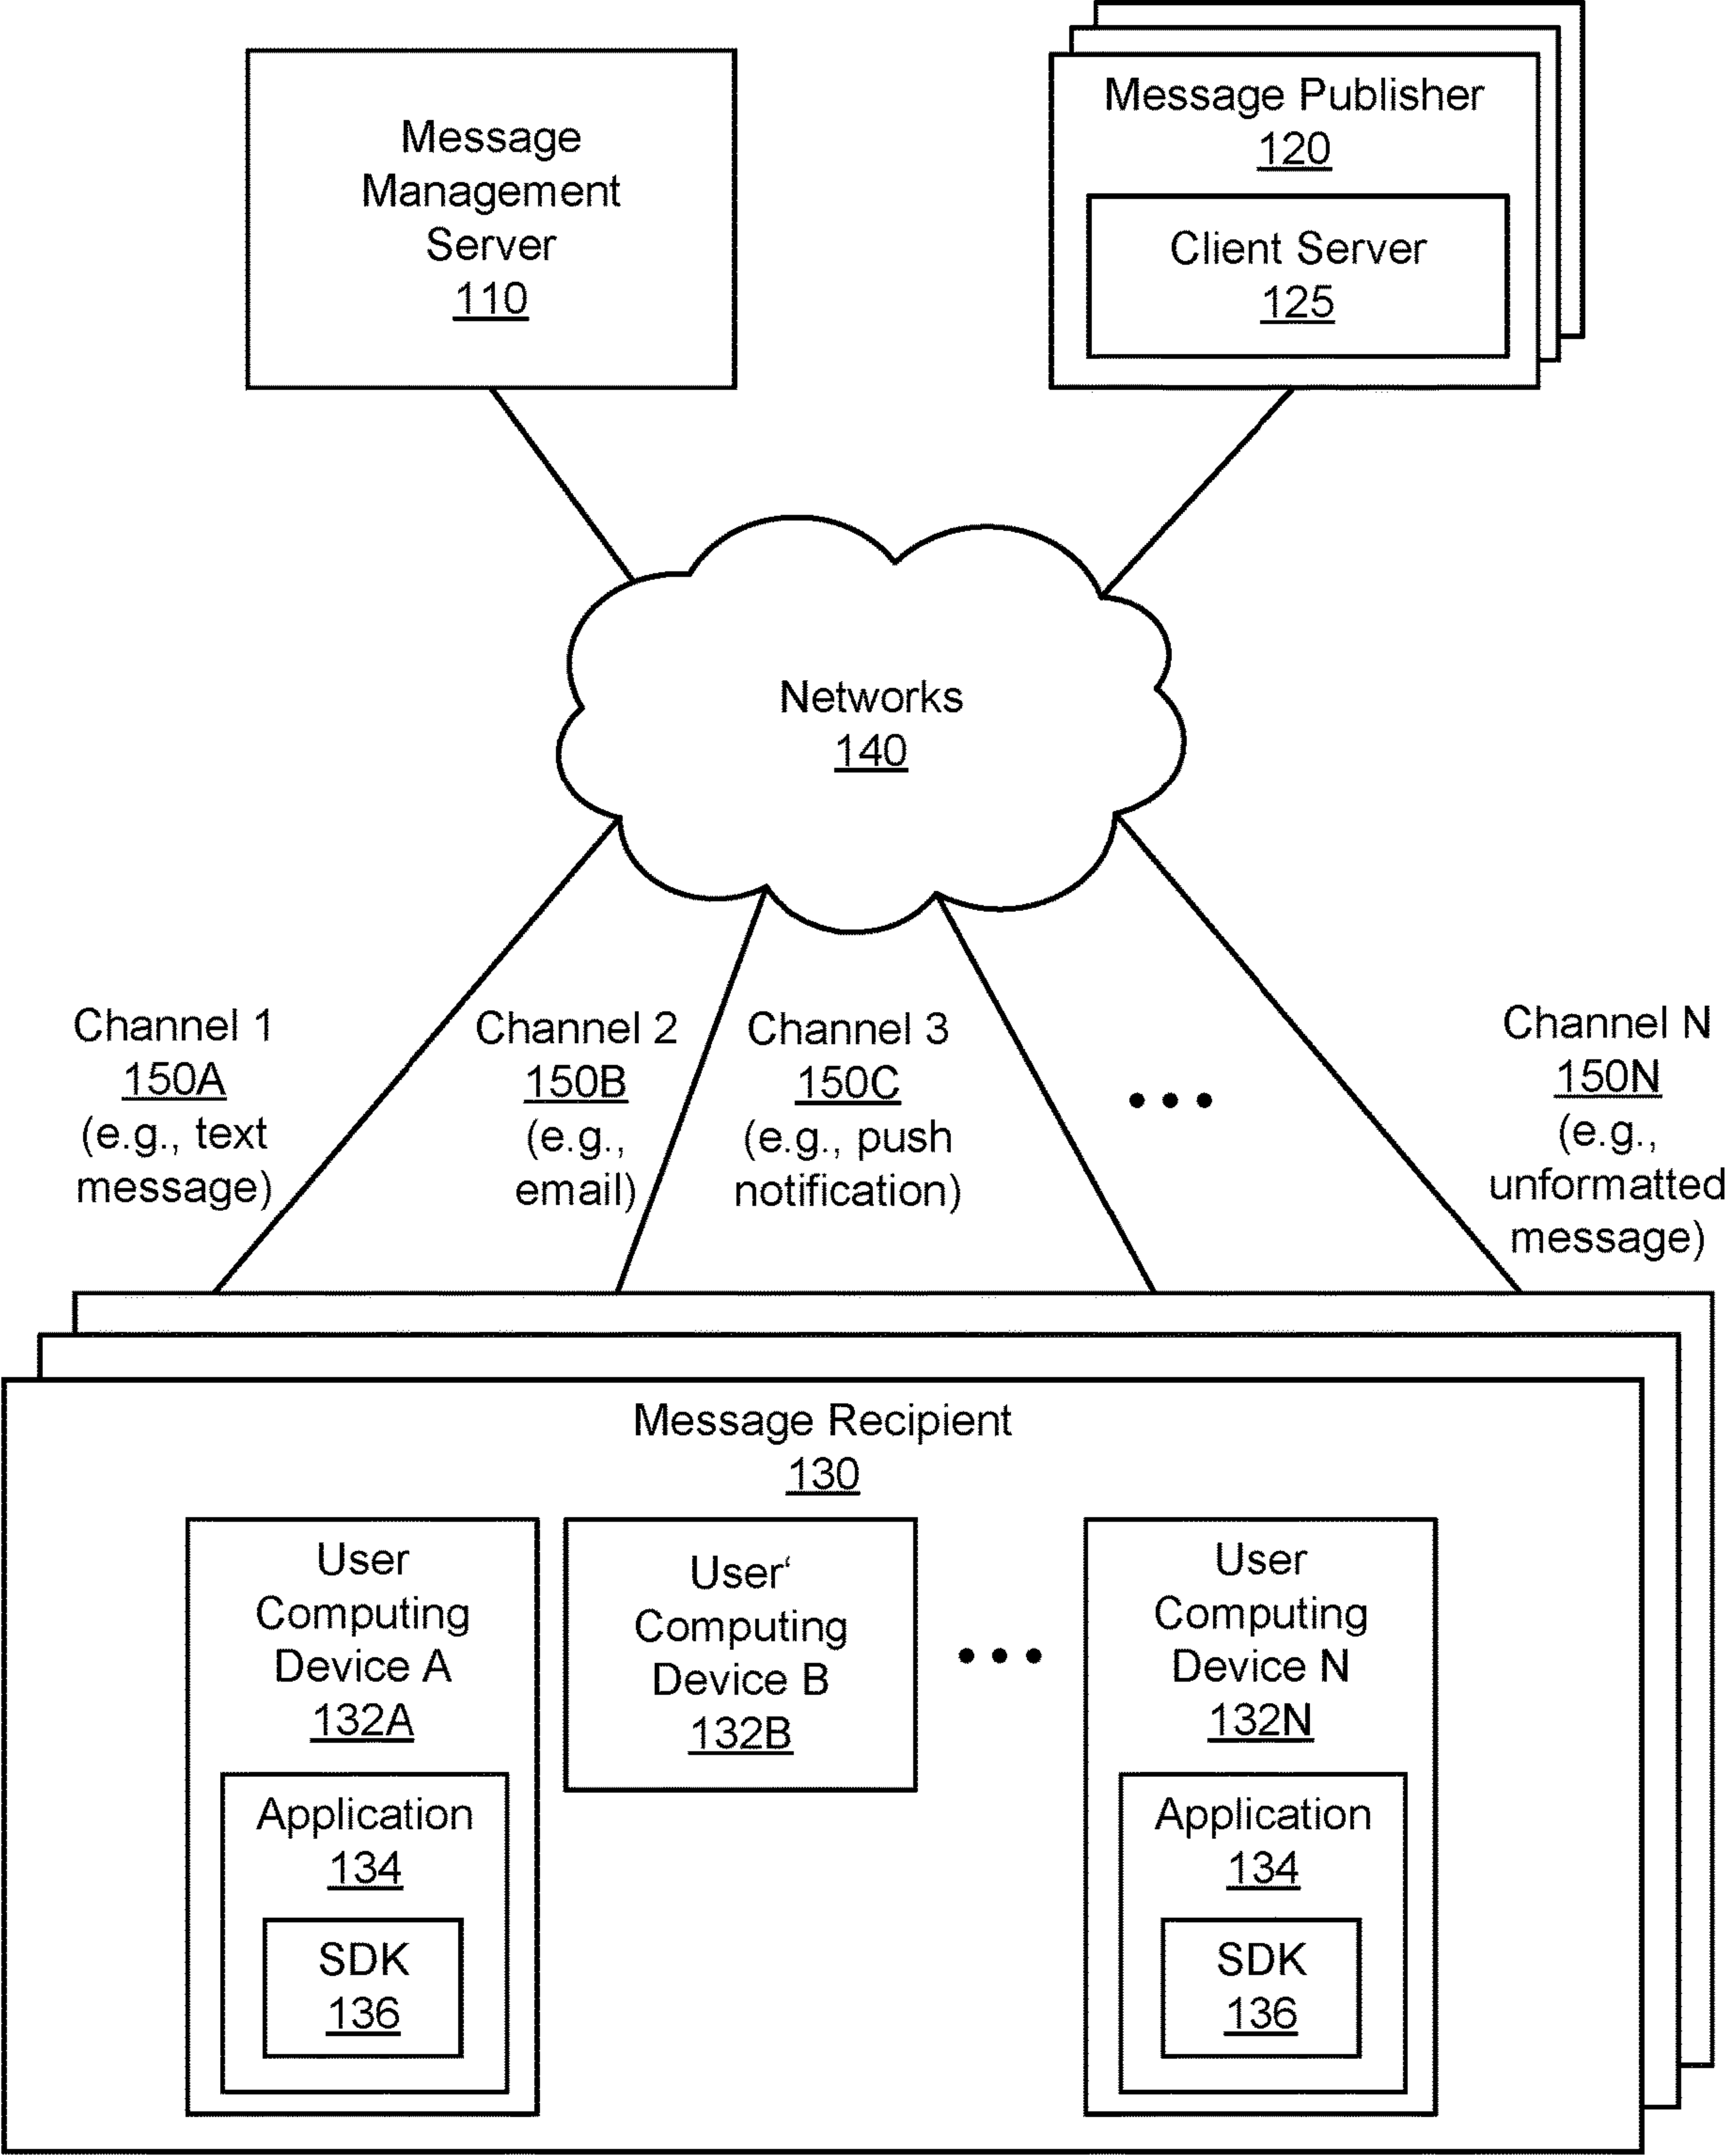 Message
Management
Server
110
Message Publisher
120
Client Server
125
Networks
140
Channel 1
150A
(e.g., text
message)
Channel 2
150B
(e.g.,
email)
Channel 3
150C
(e.g., push
notification)
• • •
Channel N
150N
(e.g.,
unformatted
message)
Message Recipient
130
User
Computing
Device A
132A
Application
134
SDK
136
User‘
Computing
Device B
132B
• • •
User
Computing
Device N
132N
Application
134
SDK
136